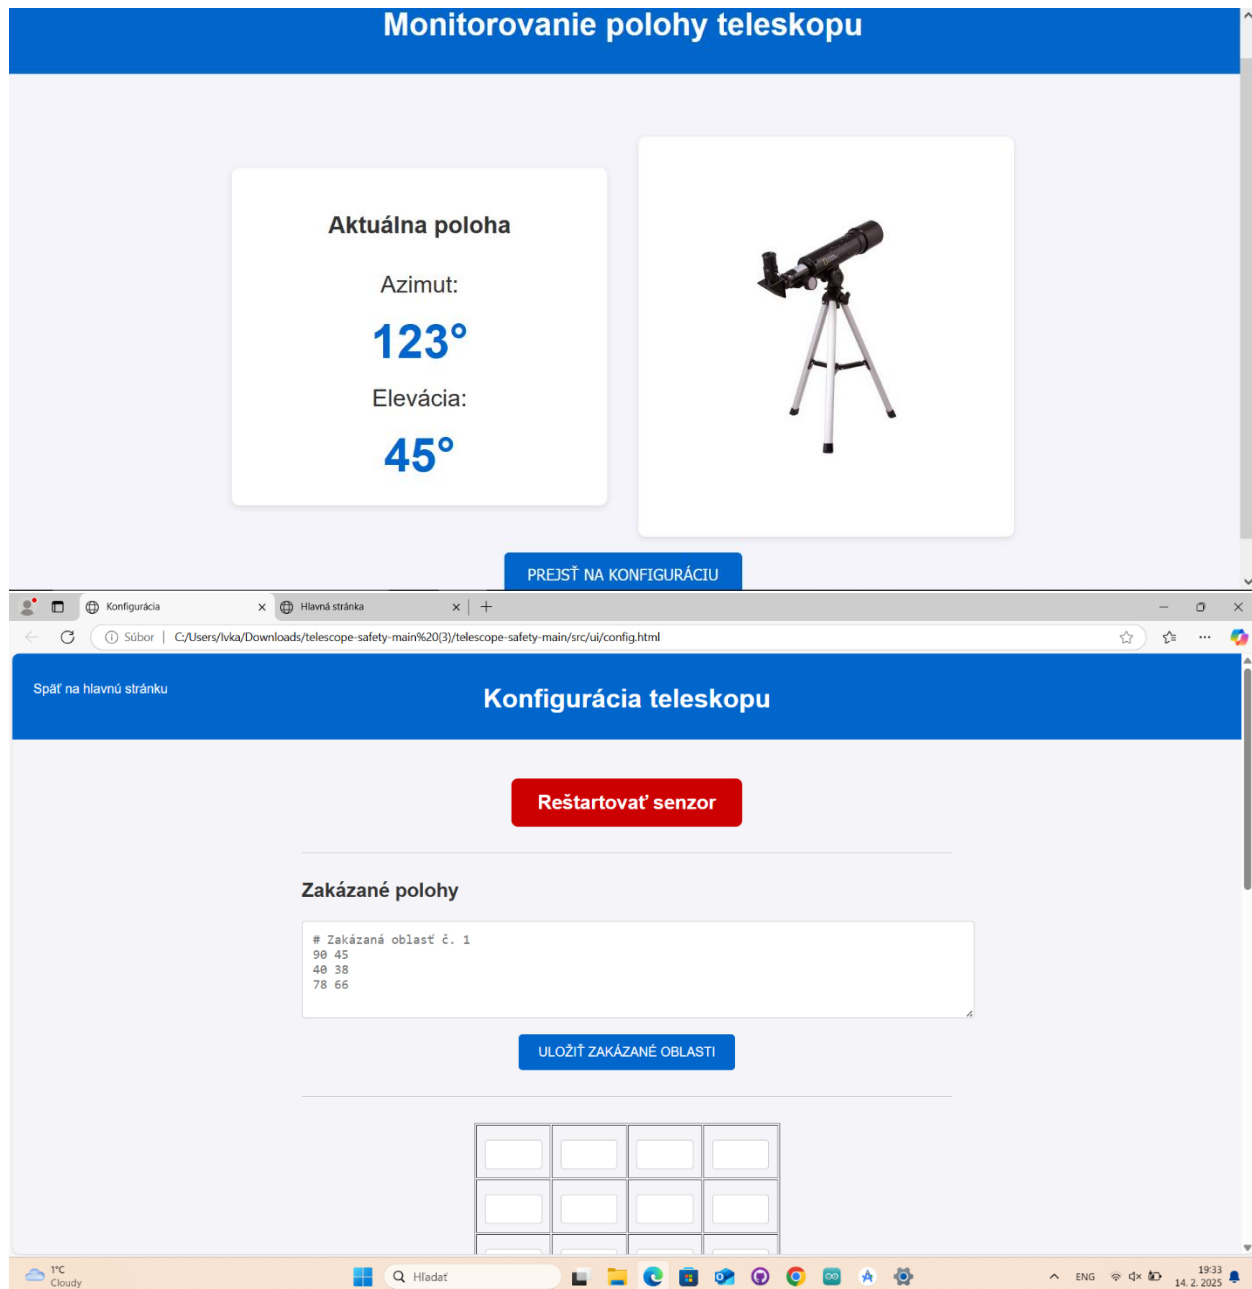 Monitorovanie polohy teleskopu
Aktuálna poloha
Azimut:
123°
Elevácia:
45°
PREJSŤ NA KONFIGURÁCIU
Konfigurácia
Hlavná stránka
Súbor | C:/Users/Ivka/Downloads/telescope-safety-main%20(3)/telescope-safety-main/src/ui/config.html
Späť na hlavnú stránku
Konfigurácia teleskopu
Reštartovať senzor
Zakázané polohy
# Zakázaná oblasť č. 1
90 45
40 38
78 66
ULOŽIŤ ZAKÁZANÉ OBLASTI
1°C
Cloudy
Hľadať
ENG
19:33
14. 2. 2025